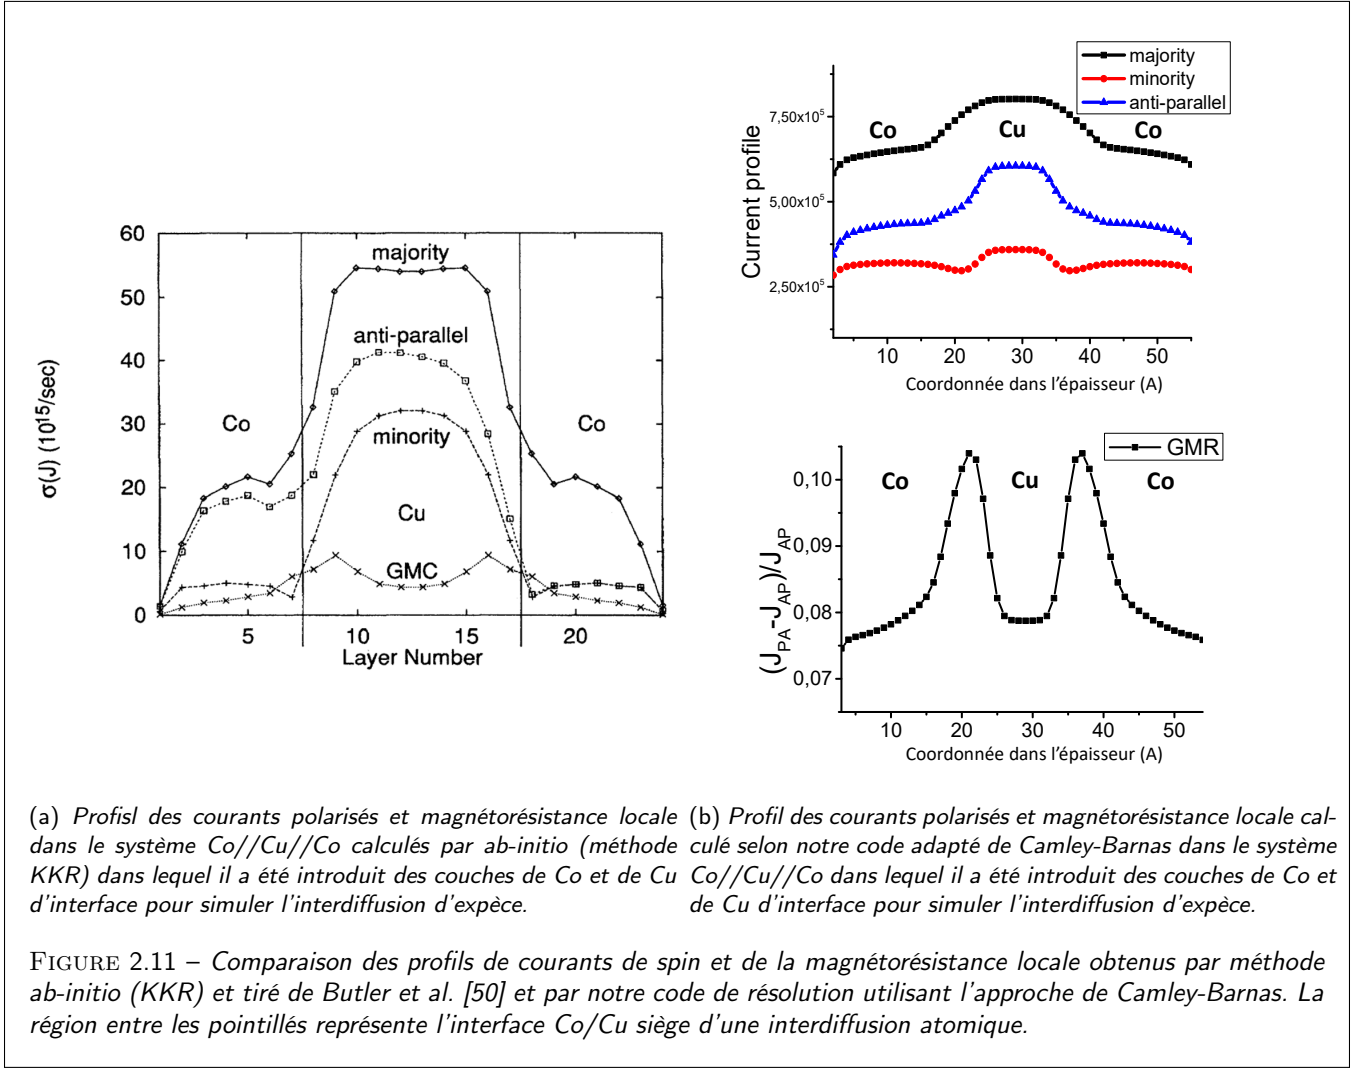 majority
minority
anti-parallel
7,50x10⁵
5,00x10⁵
2,50x10⁵
Current profile
Co
Cu
Co
10 20 30 40 50
Coordonnée dans l'épaisseur (A)
60
50
40
30
20
10
0
σ(J) (10¹⁵/sec)
majority
anti-parallel
Co
minority
Co
Cu
GMC
5 10 15 20
Layer Number
GMR
0,10
0,09
0,08
0,07
(J_PA-J_AP)/J_AP
Co
Cu
Co
10 20 30 40 50
Coordonnée dans l'épaisseur (A)
(a) Profisl des courants polarisés et magnétorésistance locale
dans le système Co//Cu//Co calculés par ab-initio (méthode
KKR) dans lequel il a été introduit des couches de Co et de Cu
d'interface pour simuler l'interdiffusion d'expèce.
(b) Profil des courants polarisés et magnétorésistance locale cal-
culé selon notre code adapté de Camley-Barnas dans le système
Co//Cu//Co dans lequel il a été introduit des couches de Co et
de Cu d'interface pour simuler l'interdiffusion d'expèce.
FIGURE 2.11 – Comparaison des profils de courants de spin et de la magnétorésistance locale obtenus par méthode
ab-initio (KKR) et tiré de Butler et al. [50] et par notre code de résolution utilisant l'approche de Camley-Barnas. La
région entre les pointillés représente l'interface Co/Cu siège d'une interdiffusion atomique.